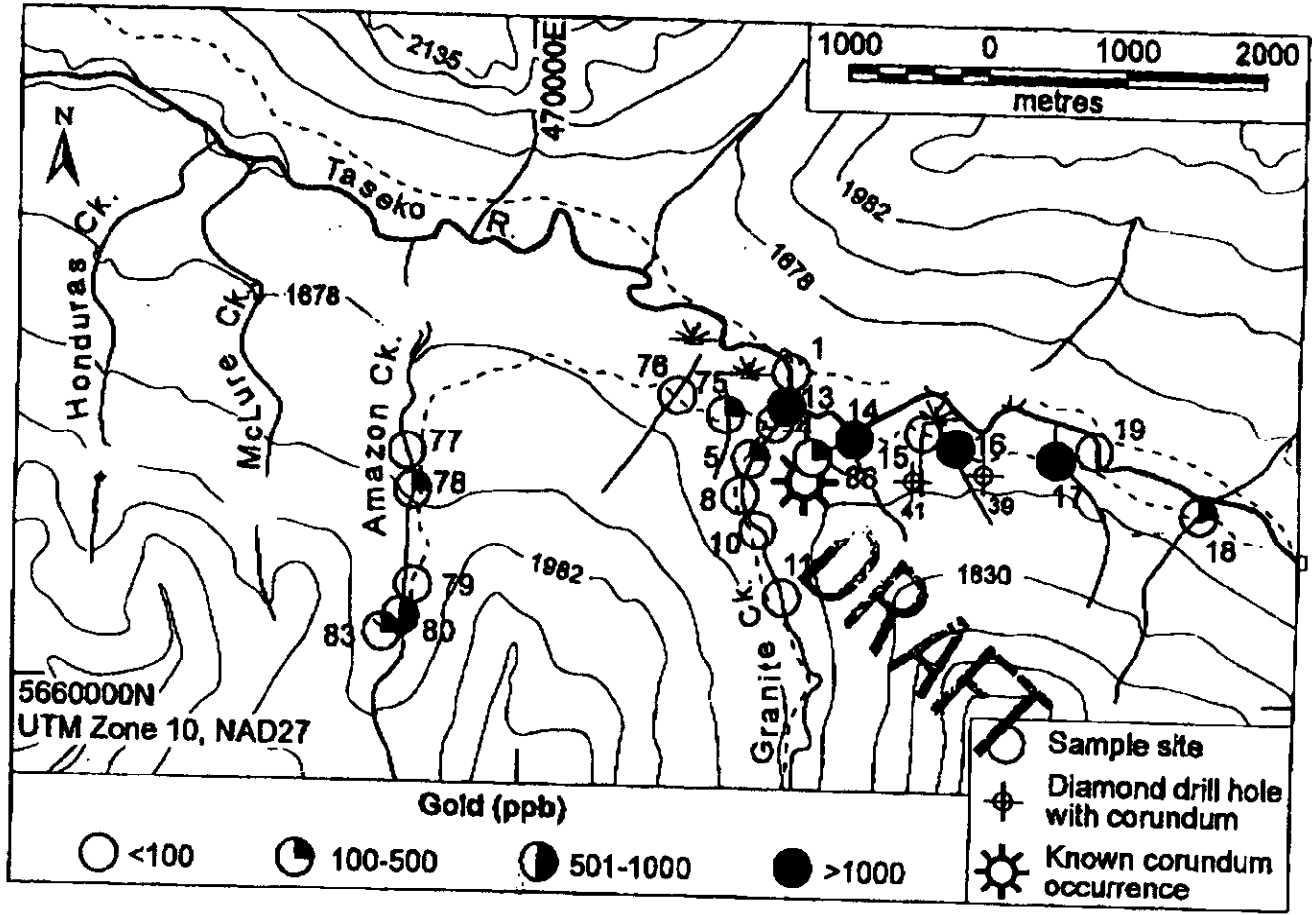 2135
470000E
1000 0 1000 2000
metres
N
Taseko R.
1982
1678
Honduras Ck.
McLure Ck.
1678
Amazon Ck.
76
75
1
13
14
15
16
19
5
86
77
78
8
41
39
17
18
10
11
79
1982
1830
83
80
Granite Ck.
DRAFT
5660000N
UTM Zone 10, NAD27
Sample site
Diamond drill hole
with corundum
Known corundum
occurrence
Gold (ppb)
<100 100-500 501-1000 >1000